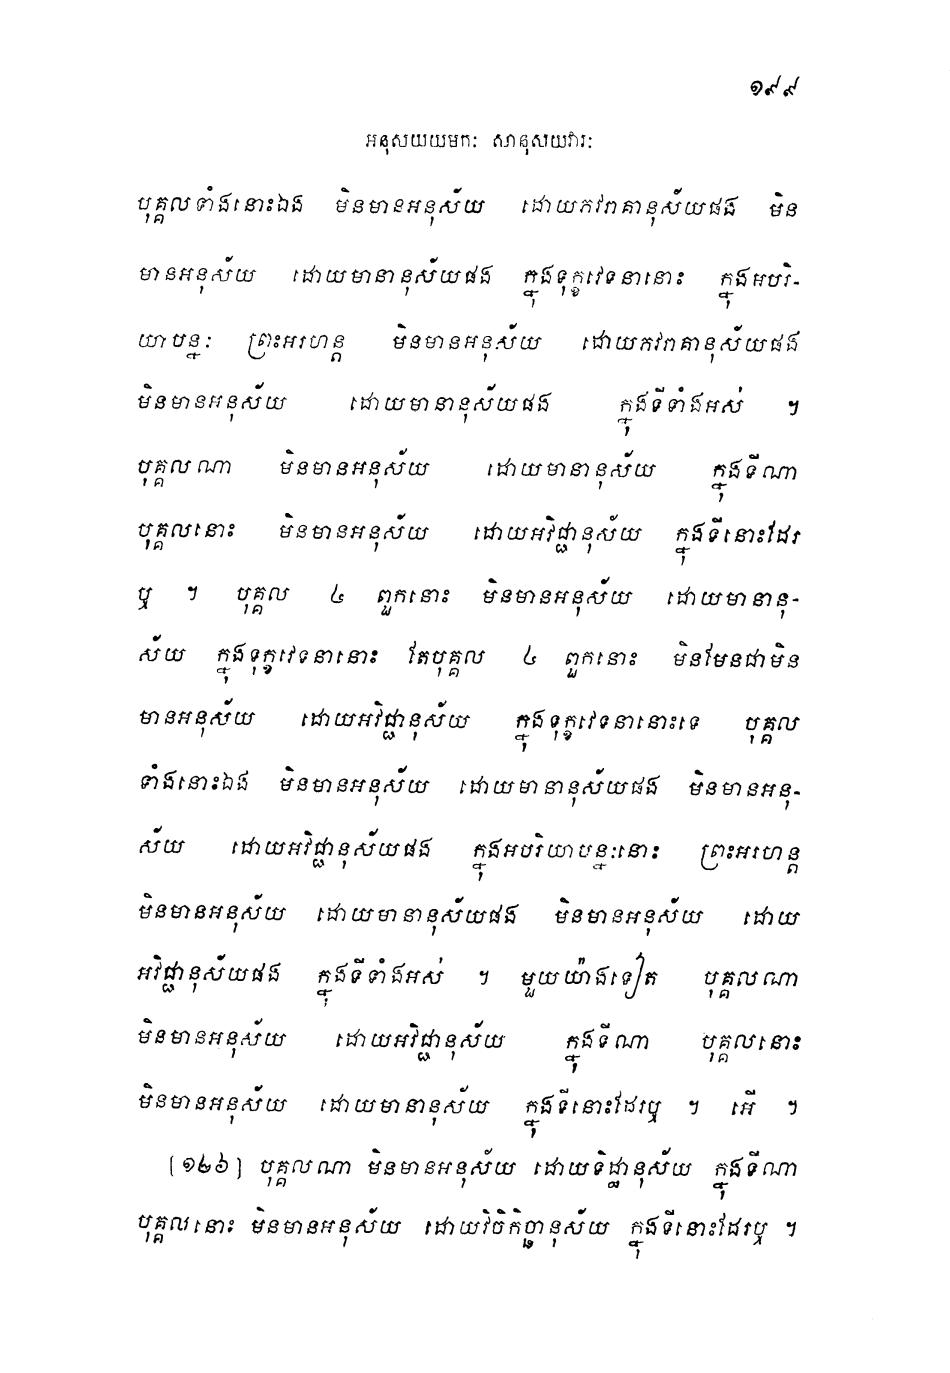 ១៩៩
អនុសយយមកៈ សានុសយវារៈ
បុគ្គលទាំងនោះឯង មិនមានអនុស័យ ដោយភវរាគានុស័យផង មិន
មានអនុស័យ ដោយមានានុស័យផង ក្នុងទុក្ខវេទនានោះ ក្នុងអបរិ-
យាបន្នៈ ព្រះអរហន្ត មិនមានអនុស័យ ដោយភវរាគានុស័យផង
មិនមានអនុស័យ ដោយមានានុស័យផង ក្នុងទីទាំងអស់ ។
បុគ្គលណា មិនមានអនុស័យ ដោយមានានុស័យ ក្នុងទីណា
បុគ្គលនោះ មិនមានអនុស័យ ដោយអវិជ្ជានុស័យ ក្នុងទីនោះដែរ
ឬ ។ បុគ្គល ៤ ពួកនោះ មិនមានអនុស័យ ដោយមានានុ-
ស័យ ក្នុងទុក្ខវេទនានោះ តែបុគ្គល ៤ ពួកនោះ មិនមែនជាមិន
មានអនុស័យ ដោយអវិជ្ជានុស័យ ក្នុងទុក្ខវេទនានោះទេ បុគ្គល
ទាំងនោះឯង មិនមានអនុស័យ ដោយមានានុស័យផង មិនមានអនុ-
ស័យ ដោយអវិជ្ជានុស័យផង ក្នុងអបរិយាបន្នៈនោះ ព្រះអរហន្ត
មិនមានអនុស័យ ដោយមានានុស័យផង មិនមានអនុស័យ ដោយ
អវិជ្ជានុស័យផង ក្នុងទីទាំងអស់ ។ មួយយ៉ាងទៀត បុគ្គលណា
មិនមានអនុស័យ ដោយអវិជ្ជានុស័យ ក្នុងទីណា បុគ្គលនោះ
មិនមានអនុស័យ ដោយមានានុស័យ ក្នុងទីនោះដែរឬ ។ អើ ។
[១២៦] បុគ្គលណា មិនមានអនុស័យ ដោយទិដ្ឋានុស័យ ក្នុងទីណា
បុគ្គលនោះ មិនមានអនុស័យ ដោយវិចិកិច្ឆានុស័យ ក្នុងទីនោះដែរឬ ។